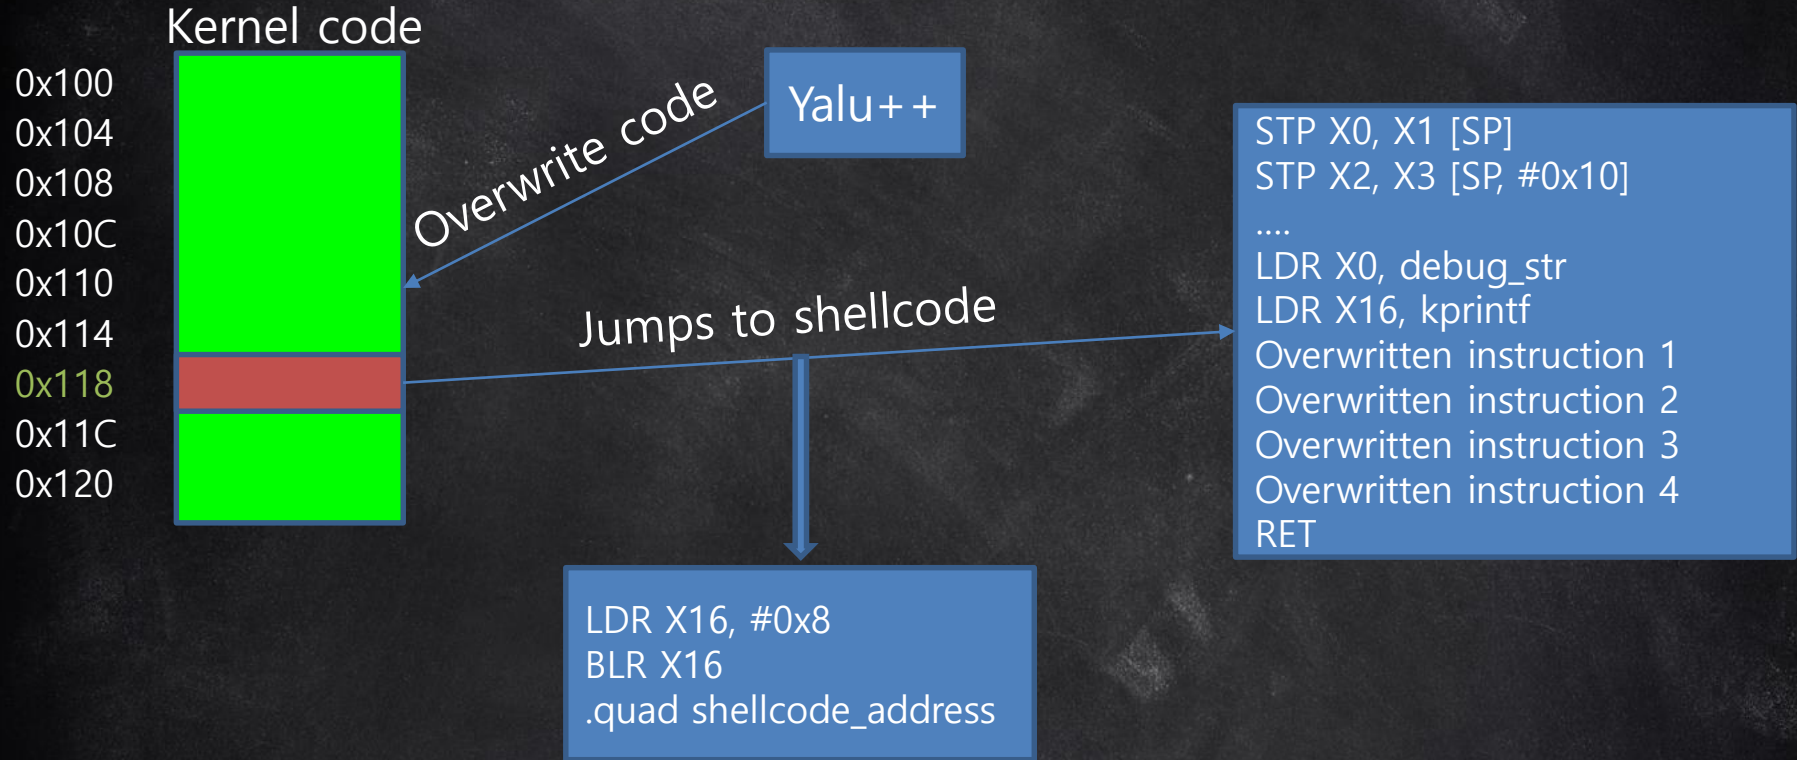 Kernel code
0x100
0x104
0x108
0x10C
0x110
0x114
0x118
0x11C
0x120
Overwrite code
Yalu++
Jumps to shellcode
STP X0, X1 [SP]
STP X2, X3 [SP, #0x10]
....
LDR X0, debug_str
LDR X16, kprintf
Overwritten instruction 1
Overwritten instruction 2
Overwritten instruction 3
Overwritten instruction 4
RET
LDR X16, #0x8
BLR X16
.quad shellcode_address